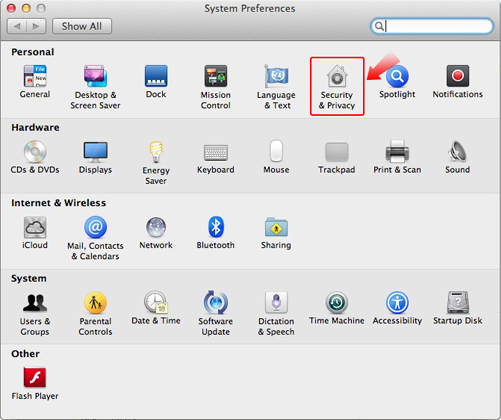 System Preferences
Show All
Personal
General
Desktop &
Screen Saver
Dock
Mission
Control
Language
& Text
Security
& Privacy
Spotlight
Notifications
Hardware
CDs & DVDs
Displays
Energy
Saver
Keyboard
Mouse
Trackpad
Print & Scan
Sound
Internet & Wireless
iCloud
Mail, Contacts
& Calendars
Network
Bluetooth
Sharing
System
Users &
Groups
Parental
Controls
Date & Time
Software
Update
Dictation
& Speech
Time Machine
Accessibility
Startup Disk
Other
Flash Player